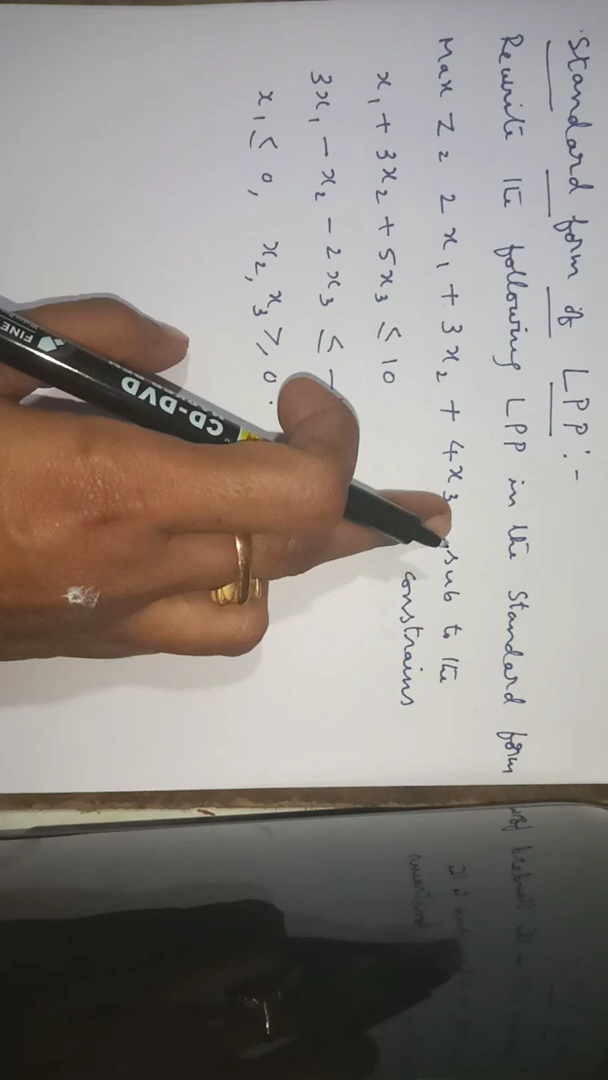 Standard form of LPP :-
Rewrite the following LPP in the Standard form
Max Z = 2x₁ + 3x₂ + 4x₃ sub to the
constrains
x₁ + 3x₂ + 5x₃ ≤ 10
3x₁ - x₂ - 2x₃ ≤ -
x₁ ≤ 0, x₂, x₃ ≥ 0.
CD-DVD
FINE